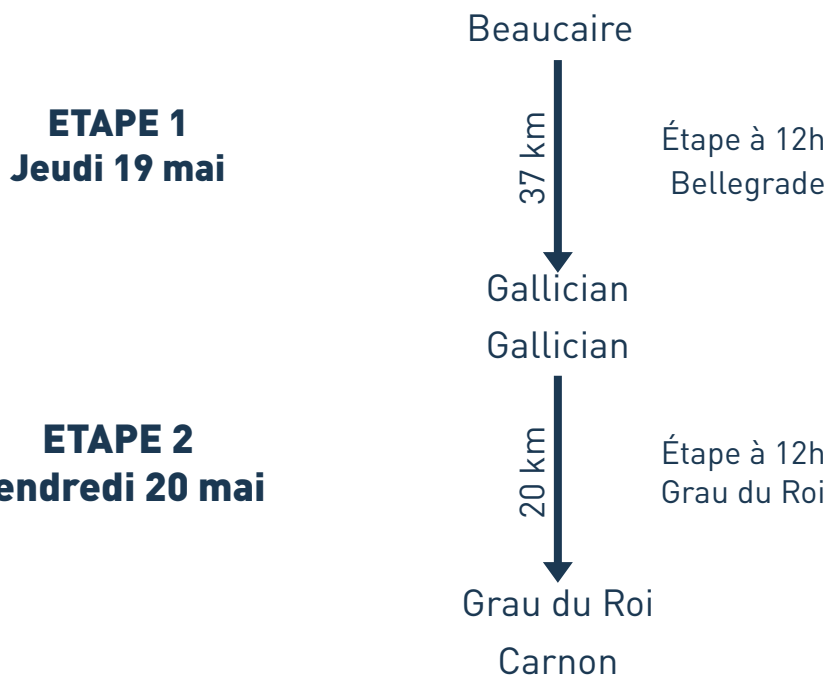 Beaucaire
ETAPE 1
Jeudi 19 mai
37 km
Étape à 12h
Bellegrade
Gallician
Gallician
ETAPE 2
endredi 20 mai
20 km
Étape à 12h
Grau du Roi
Grau du Roi
Carnon